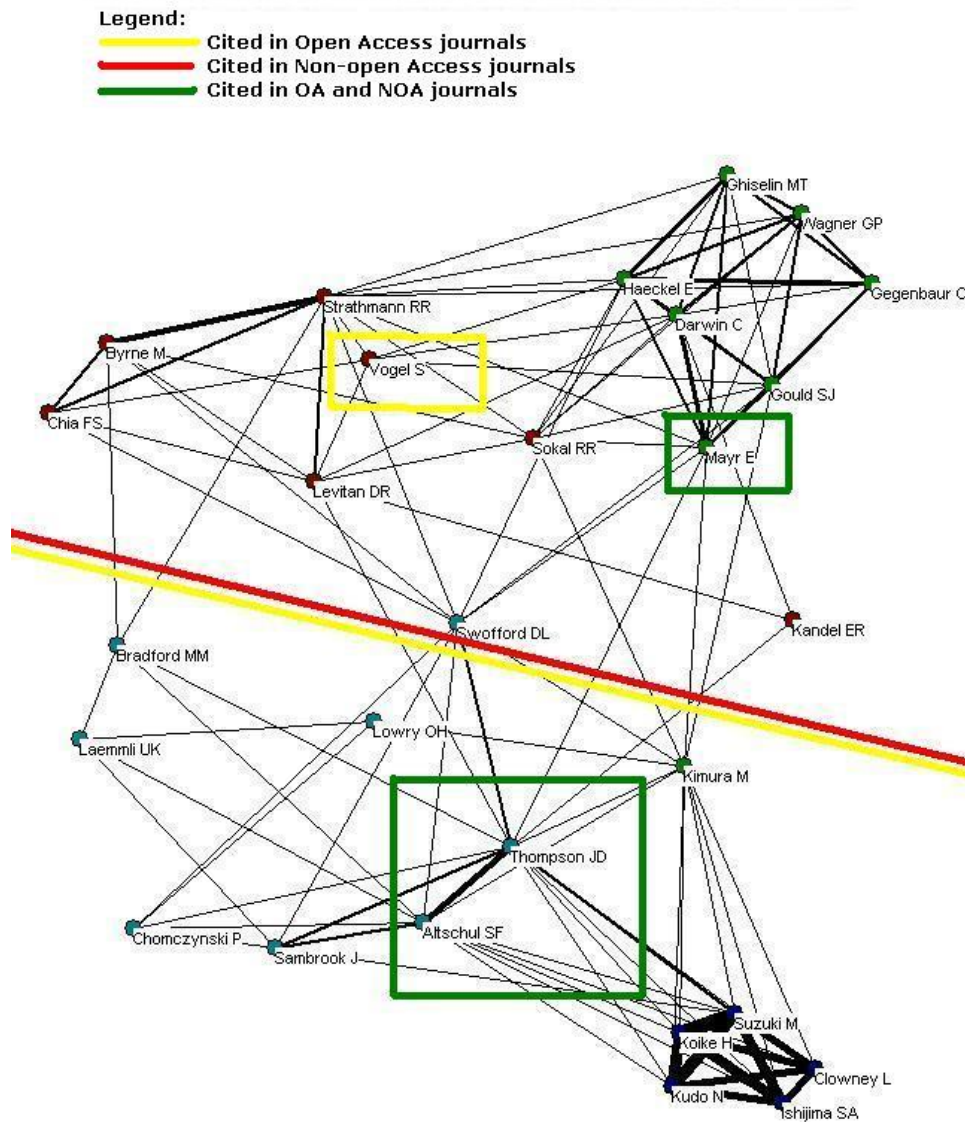 Legend:
Cited in Open Access journals
Cited in Non-open Access journals
Cited in OA and NOA journals
Ghiselin MT
Wagner GP
Haeckel E
Gegenbaur C
Strathmann RR
Darwin C
Byrne M
Vogel S
Gould SJ
Chia FS
Sokal RR
Mayr E
Levitan DR
Kandel ER
Swofford DL
Bradford MM
Lowry OH
Laemmli UK
Kimura M
Thompson JD
Altschul SF
Chomczynski P
Sambrook J
Suzuki M
Koike H
Clowney L
Kudo N
Ishijima SA